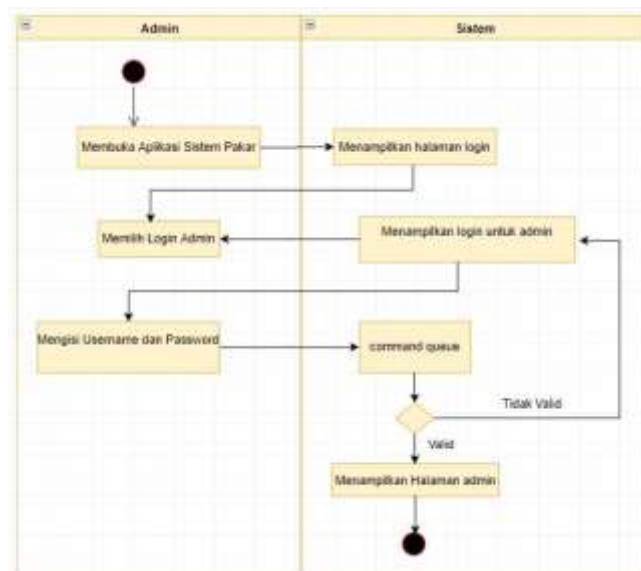 Admin
Sistem
Membuka Aplikasi Sistem Pakar
Menampilkan halaman login
Memilih Login Admin
Menampilkan login untuk admin
Mengisi Username dan Password
command queue
Tidak Valid
Valid
Menampilkan Halaman admin